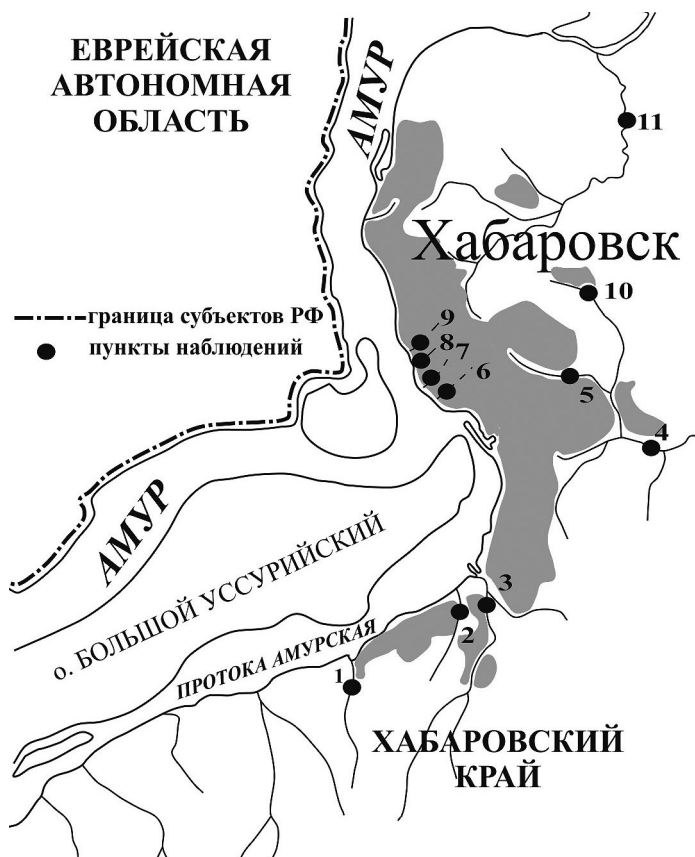 ЕВРЕЙСКАЯ
АВТОНОМНАЯ
ОБЛАСТЬ
АМУР
11
Хабаровск
10
граница субъектов РФ
пункты наблюдений
9
8
7
6
5
4
АМУР
о. БОЛЬШОЙ УССУРИЙСКИЙ
3
2
ПРОТОКА АМУРСКАЯ
1
ХАБАРОВСКИЙ
КРАЙ